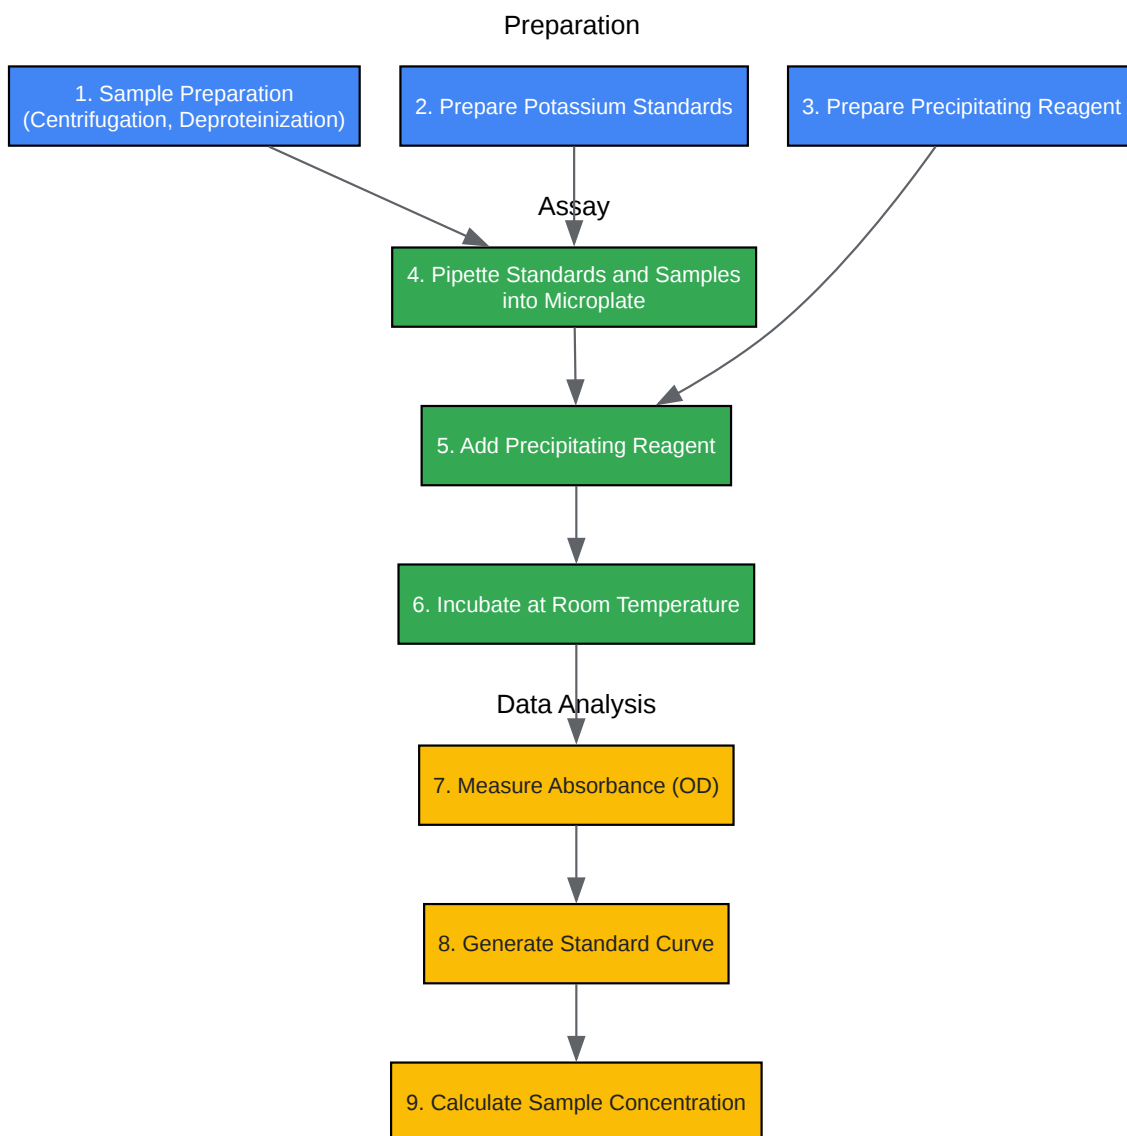 Preparation
1. Sample Preparation
(Centrifugation, Deproteinization)
2. Prepare Potassium Standards
3. Prepare Precipitating Reagent
Assay
4. Pipette Standards and Samples
into Microplate
5. Add Precipitating Reagent
6. Incubate at Room Temperature
Data Analysis
7. Measure Absorbance (OD)
8. Generate Standard Curve
9. Calculate Sample Concentration